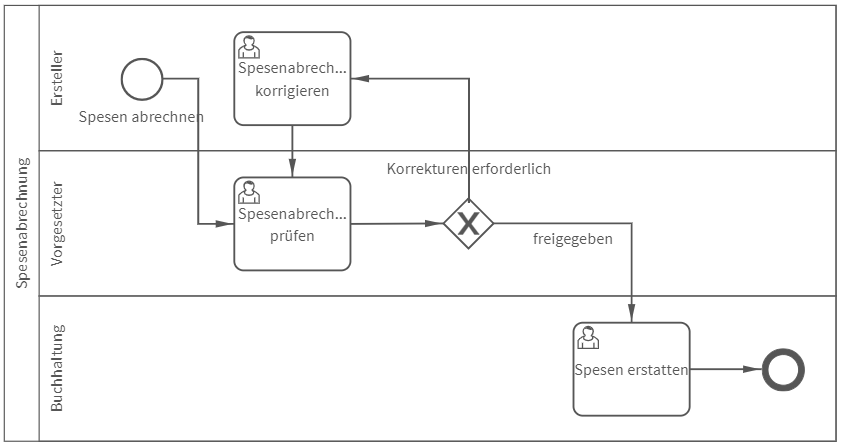 Spesenabrechnung
Ersteller
Spesen abrechnen
Spesenabrech...
korrigieren
Vorgesetzter
Spesenabrech...
prüfen
Korrekturen erforderlich
X
freigegeben
Buchhaltung
Spesen erstatten